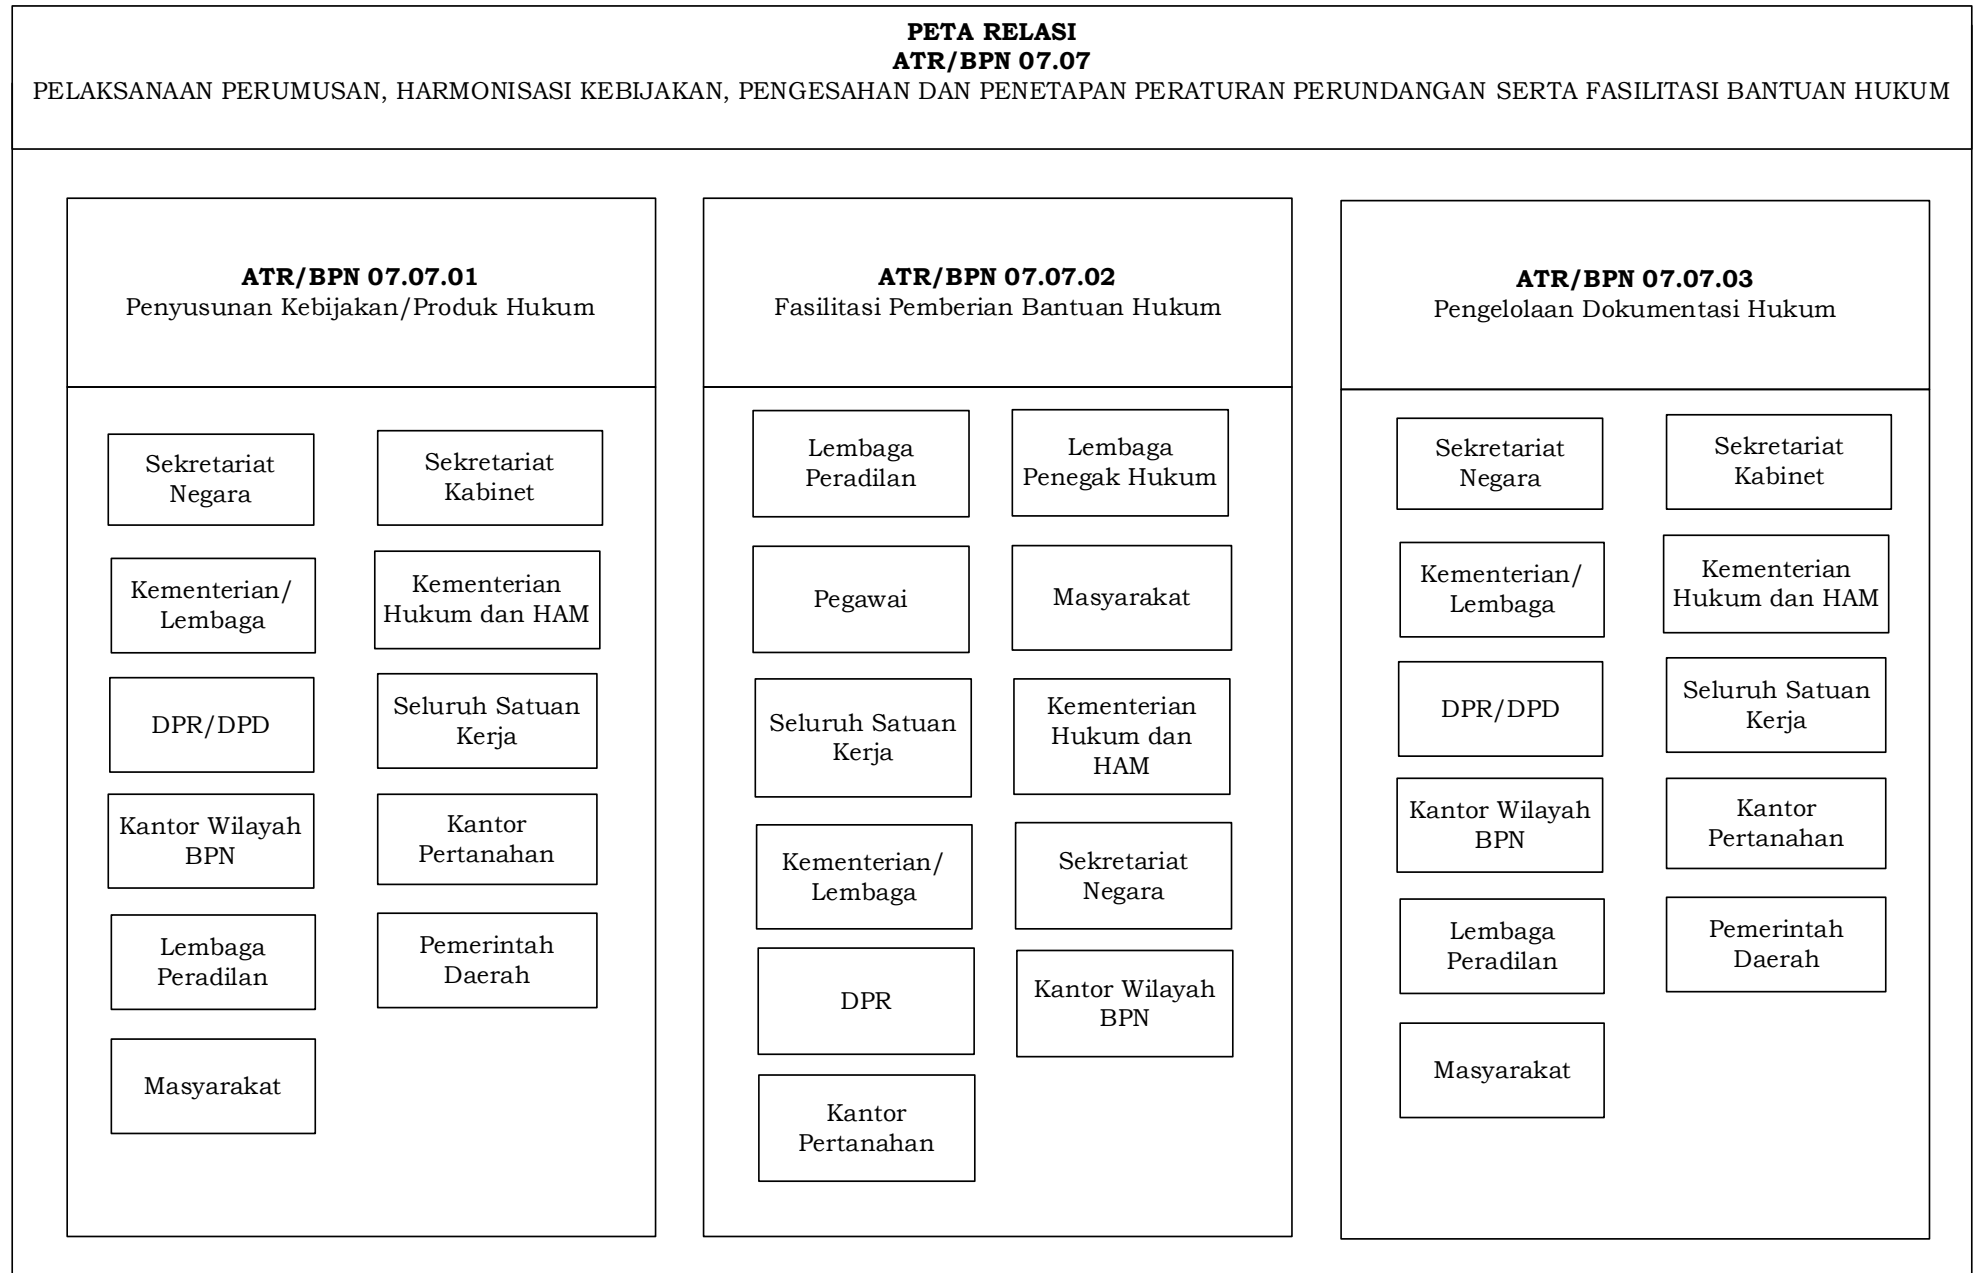 PETA RELASI
ATR/BPN 07.07
PELAKSANAAN PERUMUSAN, HARMONISASI KEBIJAKAN, PENGESAHAN DAN PENETAPAN PERATURAN PERUNDANGAN SERTA FASILITASI BANTUAN HUKUM
ATR/BPN 07.07.01
Penyusunan Kebijakan/Produk Hukum
Sekretariat
Negara
Sekretariat
Kabinet
Kementerian/
Lembaga
Kementerian
Hukum dan HAM
DPR/DPD
Seluruh Satuan
Kerja
Kantor Wilayah
BPN
Kantor
Pertanahan
Lembaga
Peradilan
Pemerintah
Daerah
Masyarakat
ATR/BPN 07.07.02
Fasilitasi Pemberian Bantuan Hukum
Lembaga
Peradilan
Lembaga
Penegak Hukum
Pegawai
Masyarakat
Seluruh Satuan
Kerja
Kementerian
Hukum dan
HAM
Kementerian/
Lembaga
Sekretariat
Negara
DPR
Kantor Wilayah
BPN
Kantor
Pertanahan
ATR/BPN 07.07.03
Pengelolaan Dokumentasi Hukum
Sekretariat
Negara
Sekretariat
Kabinet
Kementerian/
Lembaga
Kementerian
Hukum dan HAM
DPR/DPD
Seluruh Satuan
Kerja
Kantor Wilayah
BPN
Kantor
Pertanahan
Lembaga
Peradilan
Pemerintah
Daerah
Masyarakat